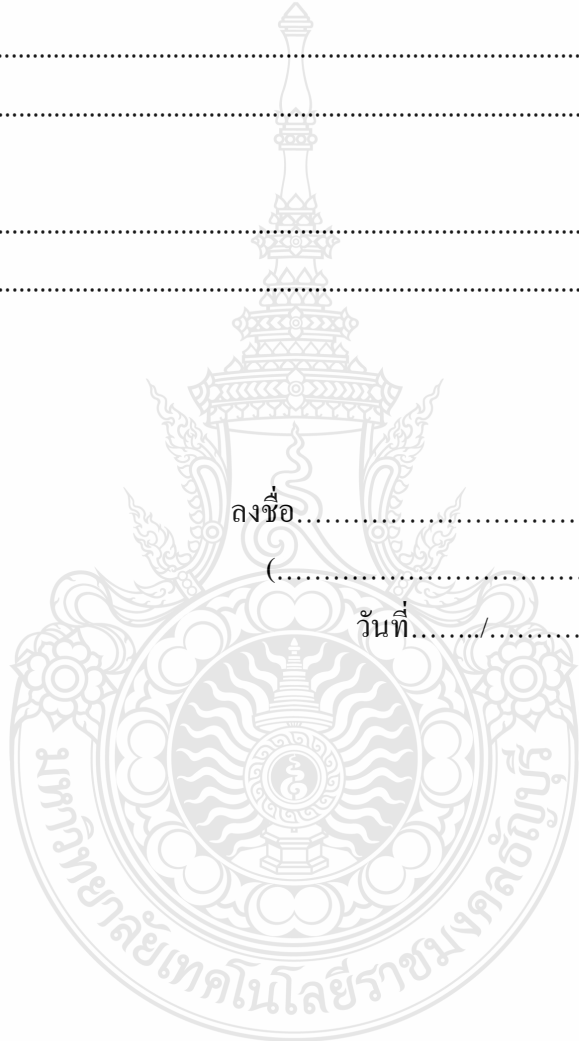 ................................................................................................
................................................................................................
................................................................................................
................................................................................................
ลงชื่อ..................................
(.....................................
วันที่......../...........
มหาวิทยาลัยเทคโนโลยีราชมงคลธัญบุรี